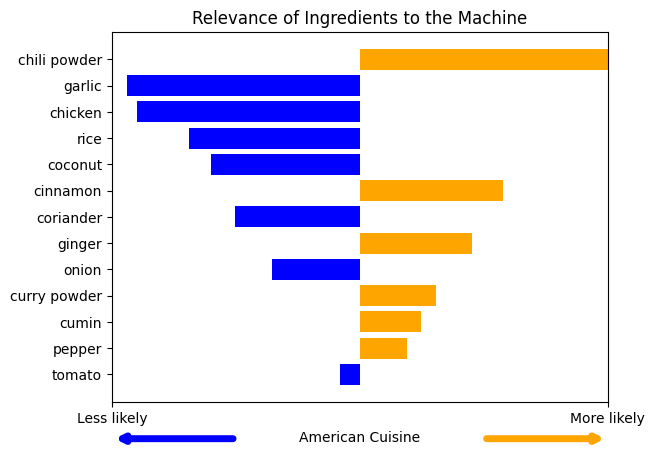 Relevance of Ingredients to the Machine
chili powder
garlic
chicken
rice
coconut
cinnamon
coriander
ginger
onion
curry powder
cumin
pepper
tomato
Less likely
More likely
American Cuisine